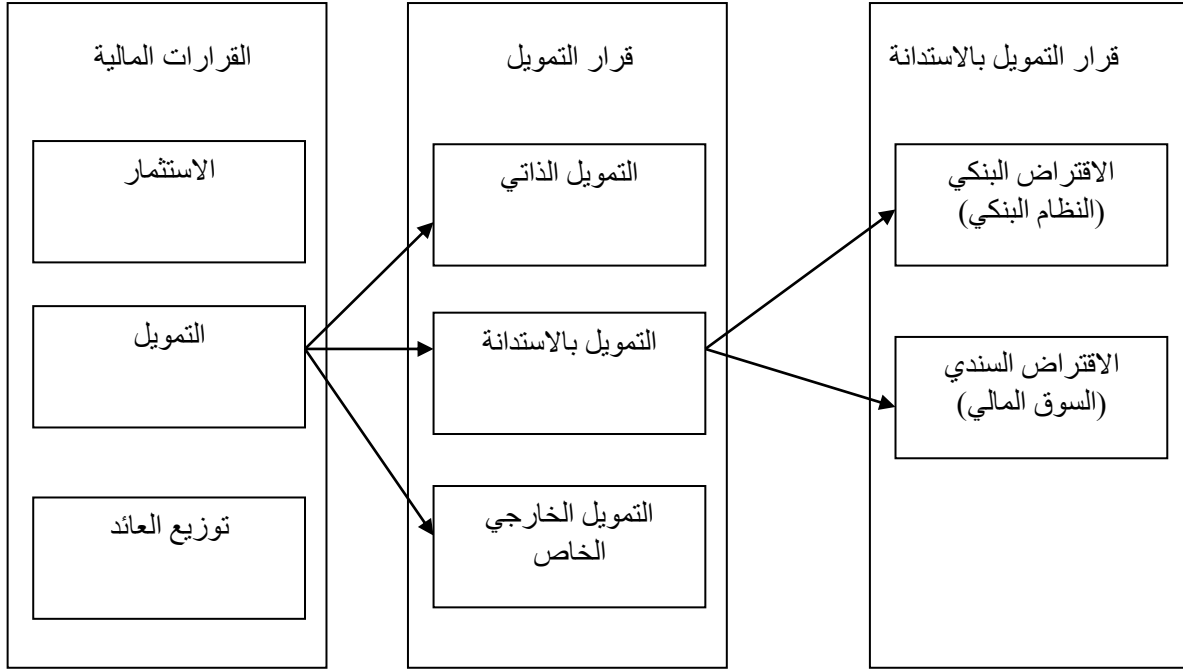 القرارات المالية
الاستثمار
التمويل
توزيع العائد
قرار التمويل
التمويل الذاتي
التمويل بالاستدانة
التمويل الخارجي
الخاص
قرار التمويل بالاستدانة
الاقتراض البنكي
(النظام البنكي)
الاقتراض السندي
(السوق المالي)